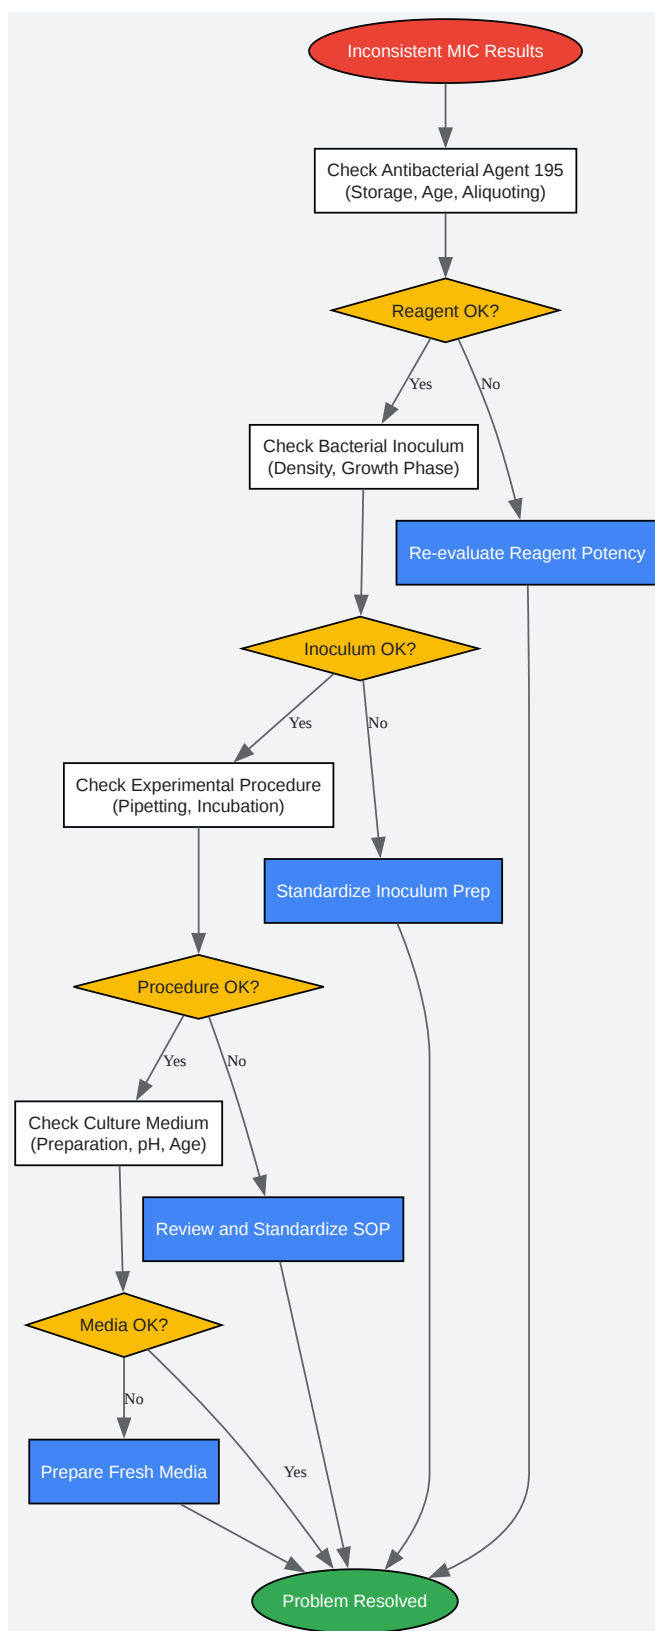 Inconsistent MIC Results
Check Antibacterial Agent 195
(Storage, Age, Aliquoting)
Reagent OK?
Yes
No
Check Bacterial Inoculum
(Density, Growth Phase)
Re-evaluate Reagent Potency
Inoculum OK?
Yes
No
Check Experimental Procedure
(Pipetting, Incubation)
Standardize Inoculum Prep
Procedure OK?
Yes
No
Check Culture Medium
(Preparation, pH, Age)
Review and Standardize SOP
Media OK?
No
Yes
Prepare Fresh Media
Problem Resolved